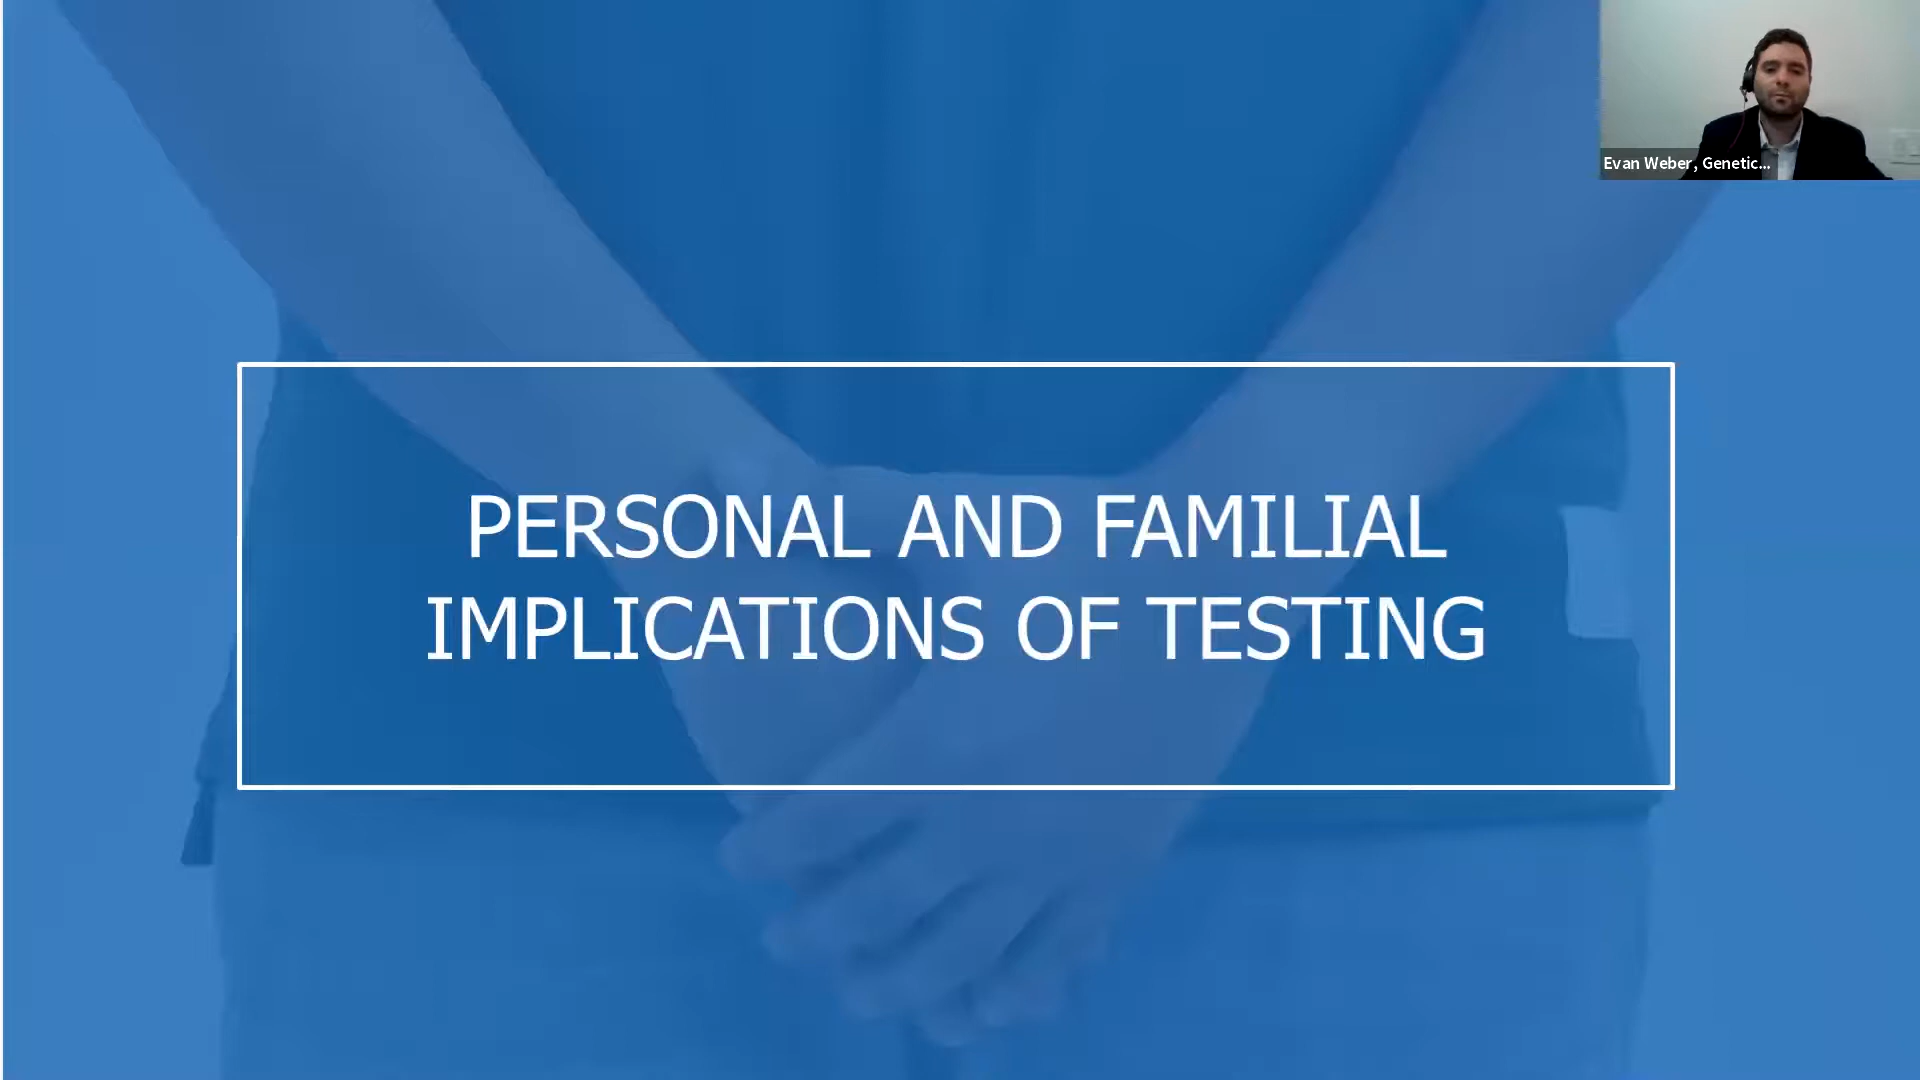 Evan Weber, Genetic...
PERSONAL AND FAMILIAL
IMPLICATIONS OF TESTING